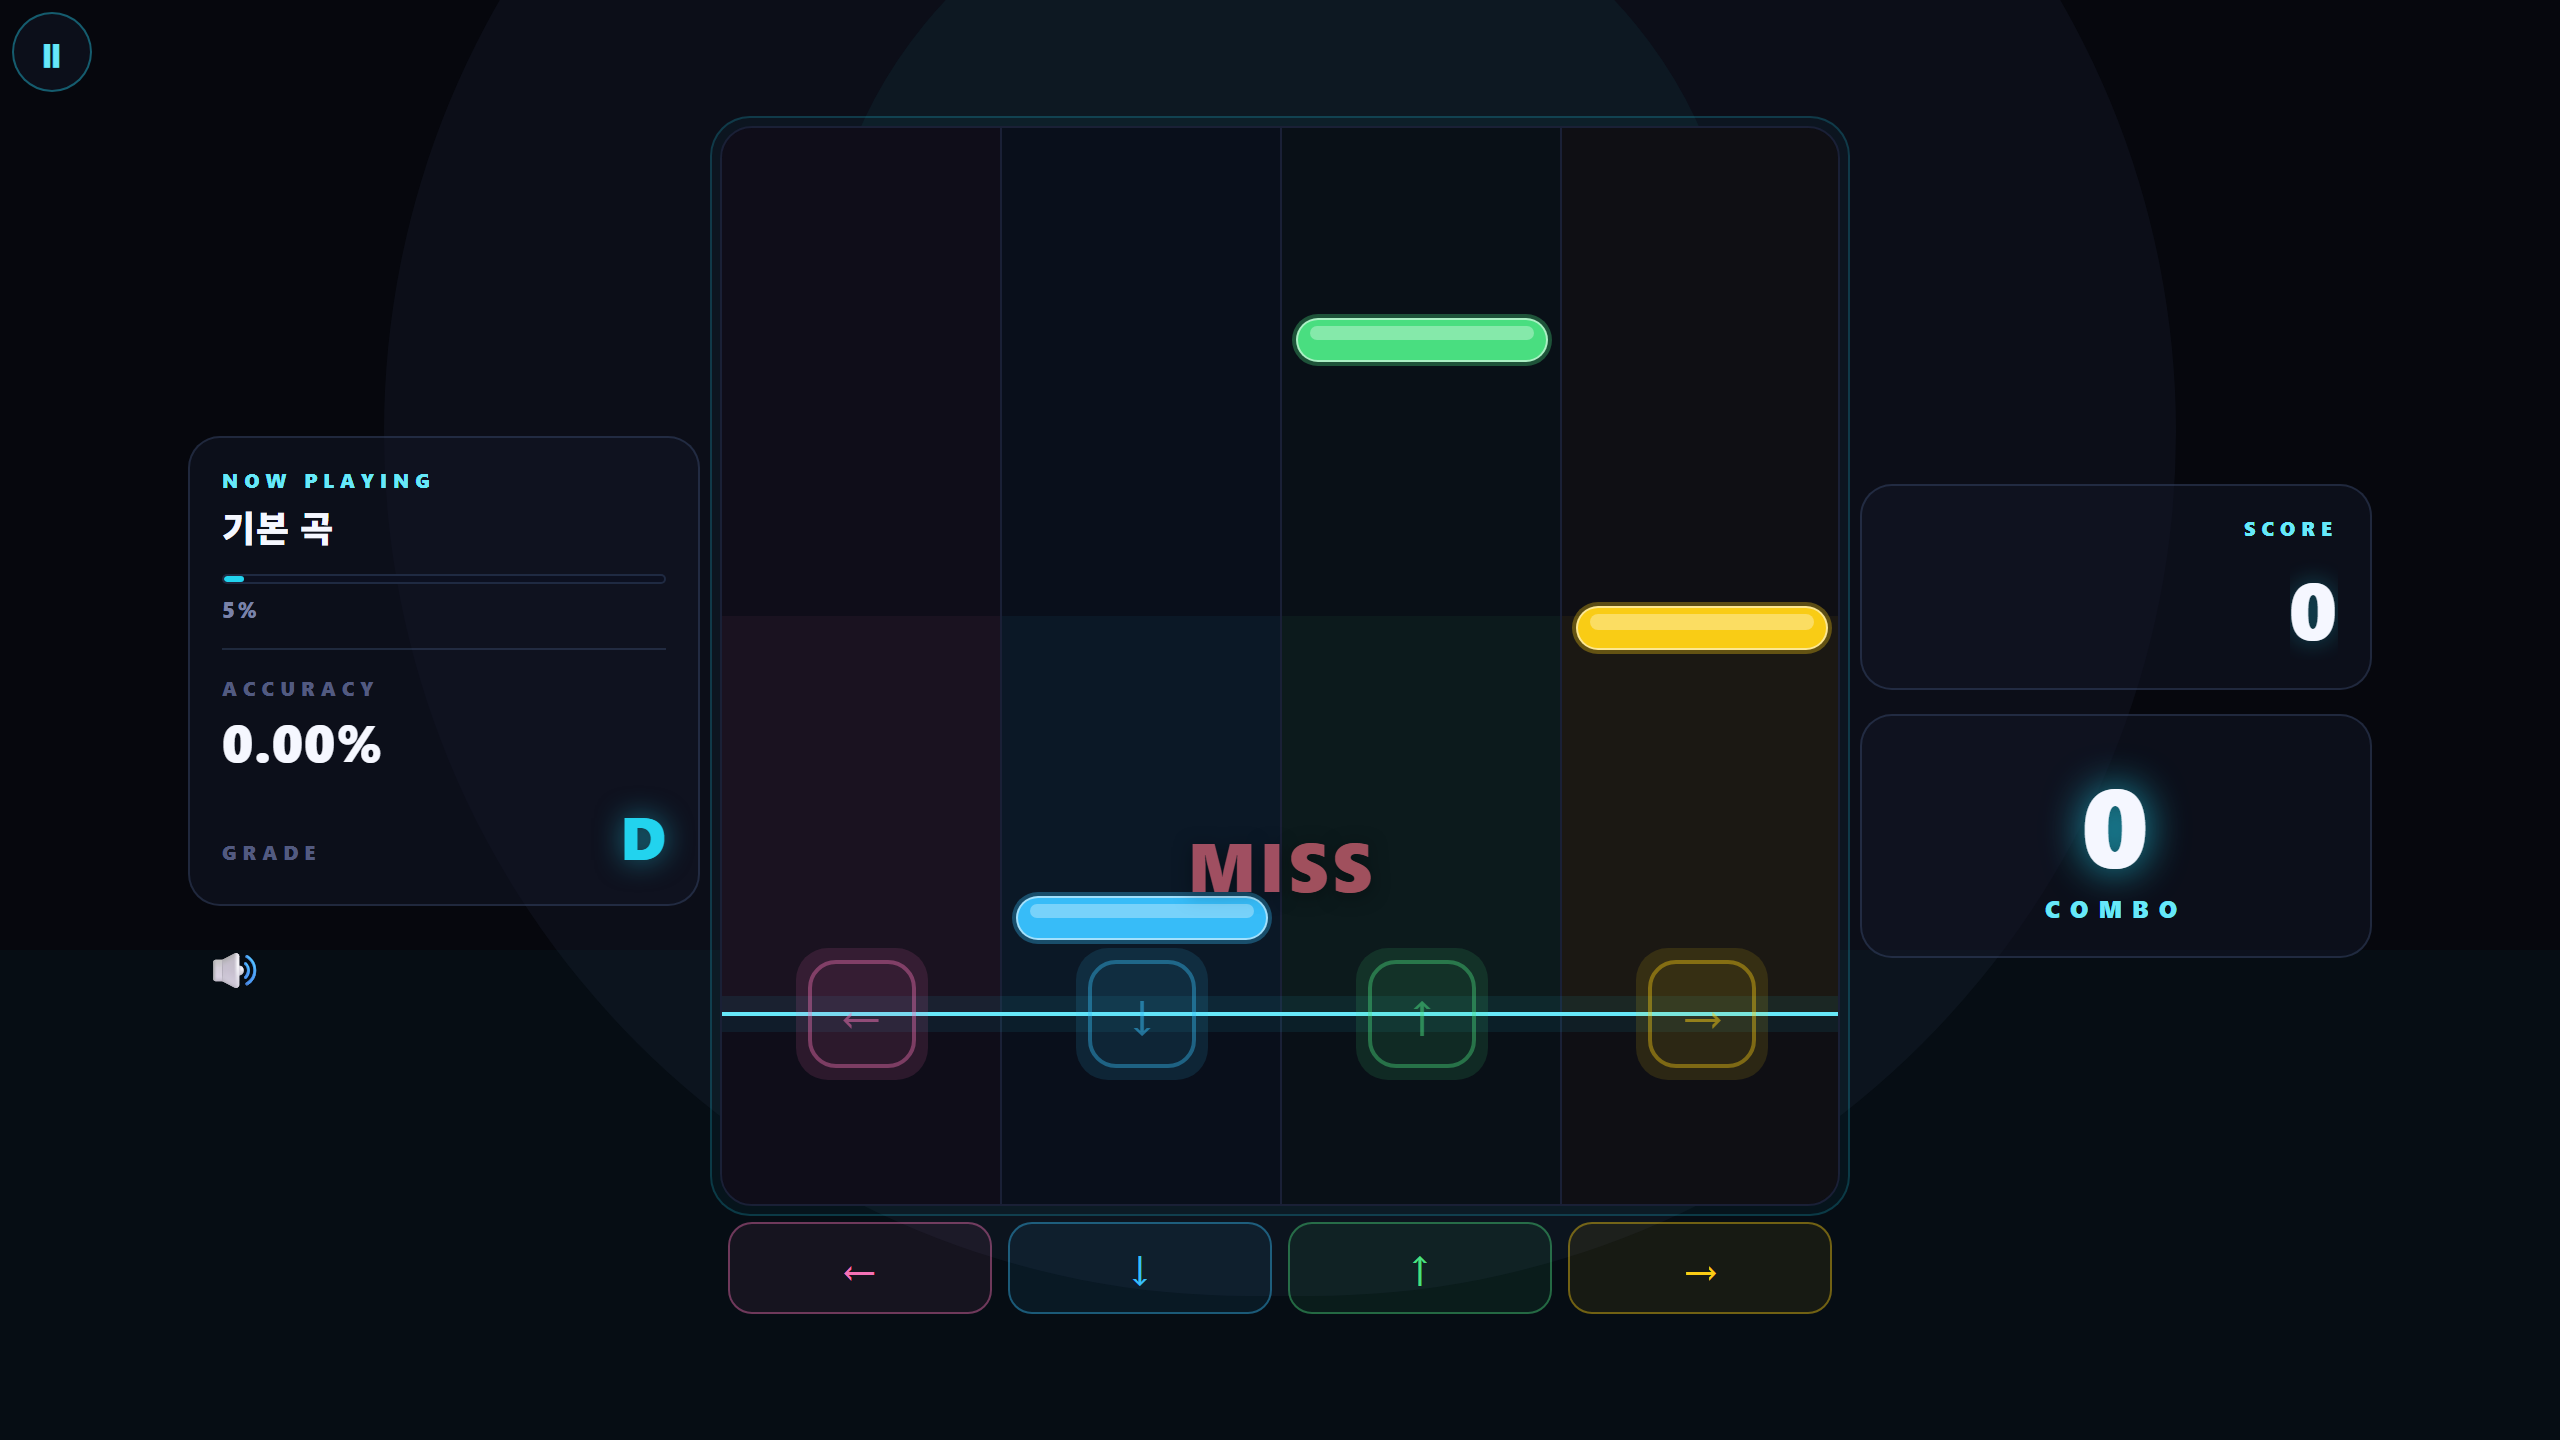 NOW PLAYING
기본 곡
5%
ACCURACY
0.00%
GRADE
D
MISS
← ↓ ↑ →
SCORE
0
0
COMBO
← ↓ ↑ →